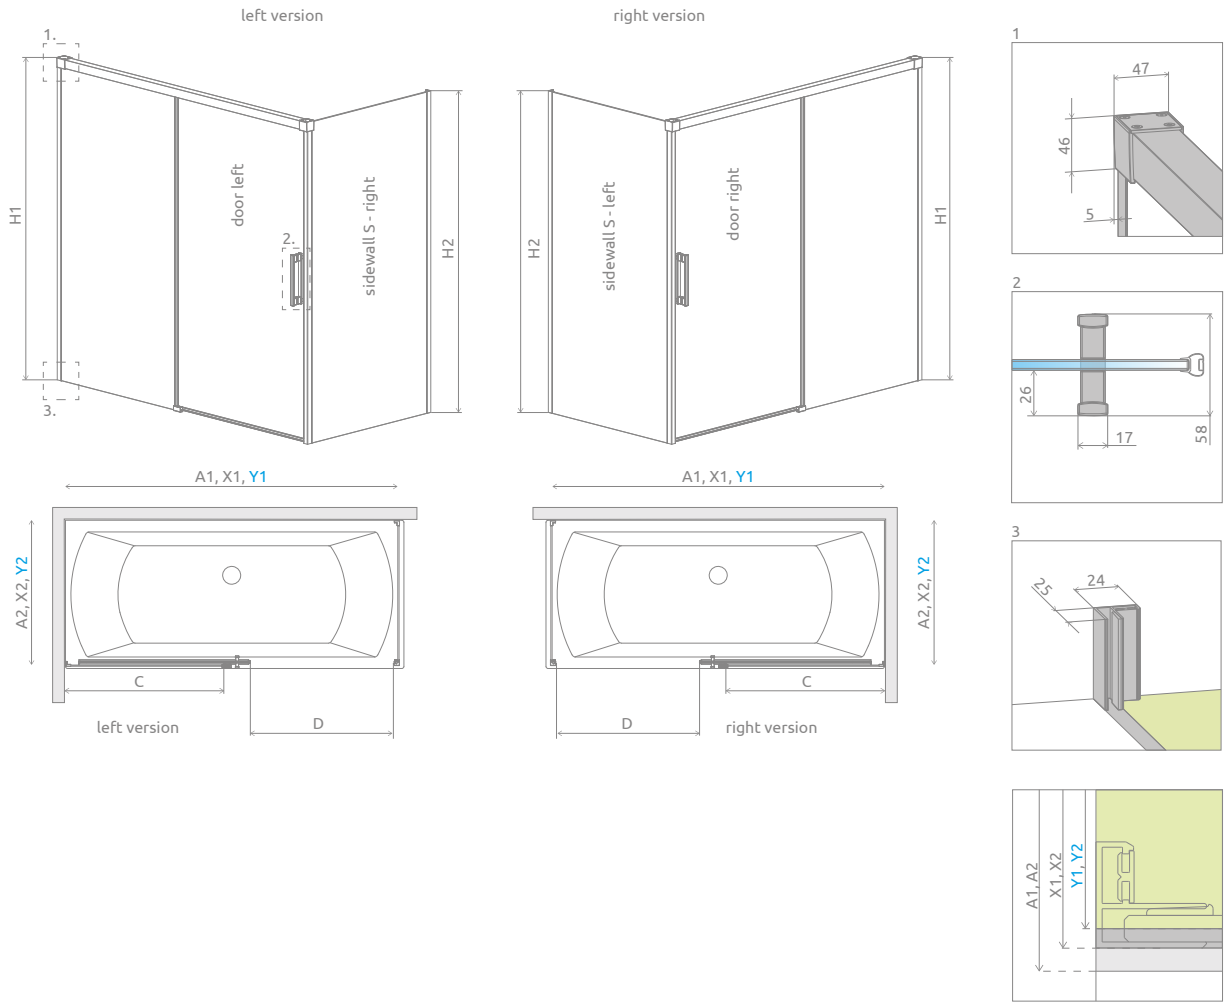 left version
right version
1.
H1
door left
2.
sidewall S - right
H2
3.
H2
sidewall S - left
door right
H1
A1, X1, Y1
A1, X1, Y1
A2, X2, Y2
A2, X2, Y2
C
D
left version
C
D
right version
1
47
46
5
2
26
17
58
3
25
24
A1, A2
X1, X2
Y1, Y2